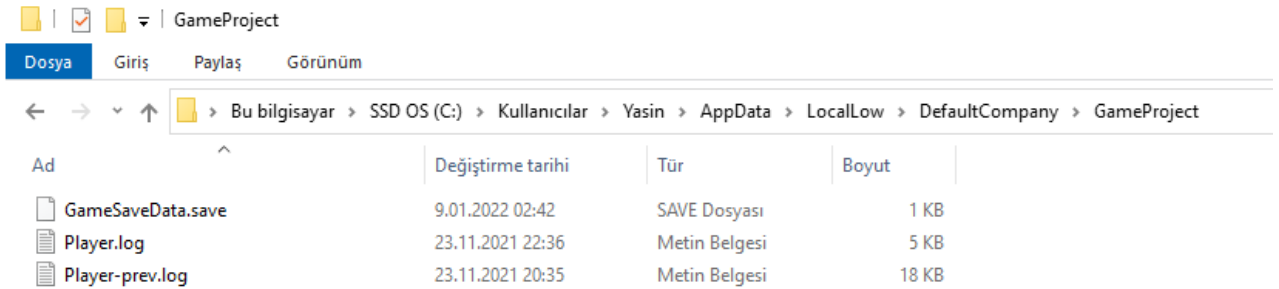 GameProject
Dosya Giriş Paylaş Görünüm
Bu bilgisayar > SSD OS (C:) > Kullanıcılar > Yasin > AppData > LocalLow > DefaultCompany > GameProject
Ad Değiştirme tarihi Tür Boyut
GameSaveData.save 9.01.2022 02:42 SAVE Dosyası 1 KB
Player.log 23.11.2021 22:36 Metin Belgesi 5 KB
Player-prev.log 23.11.2021 20:35 Metin Belgesi 18 KB